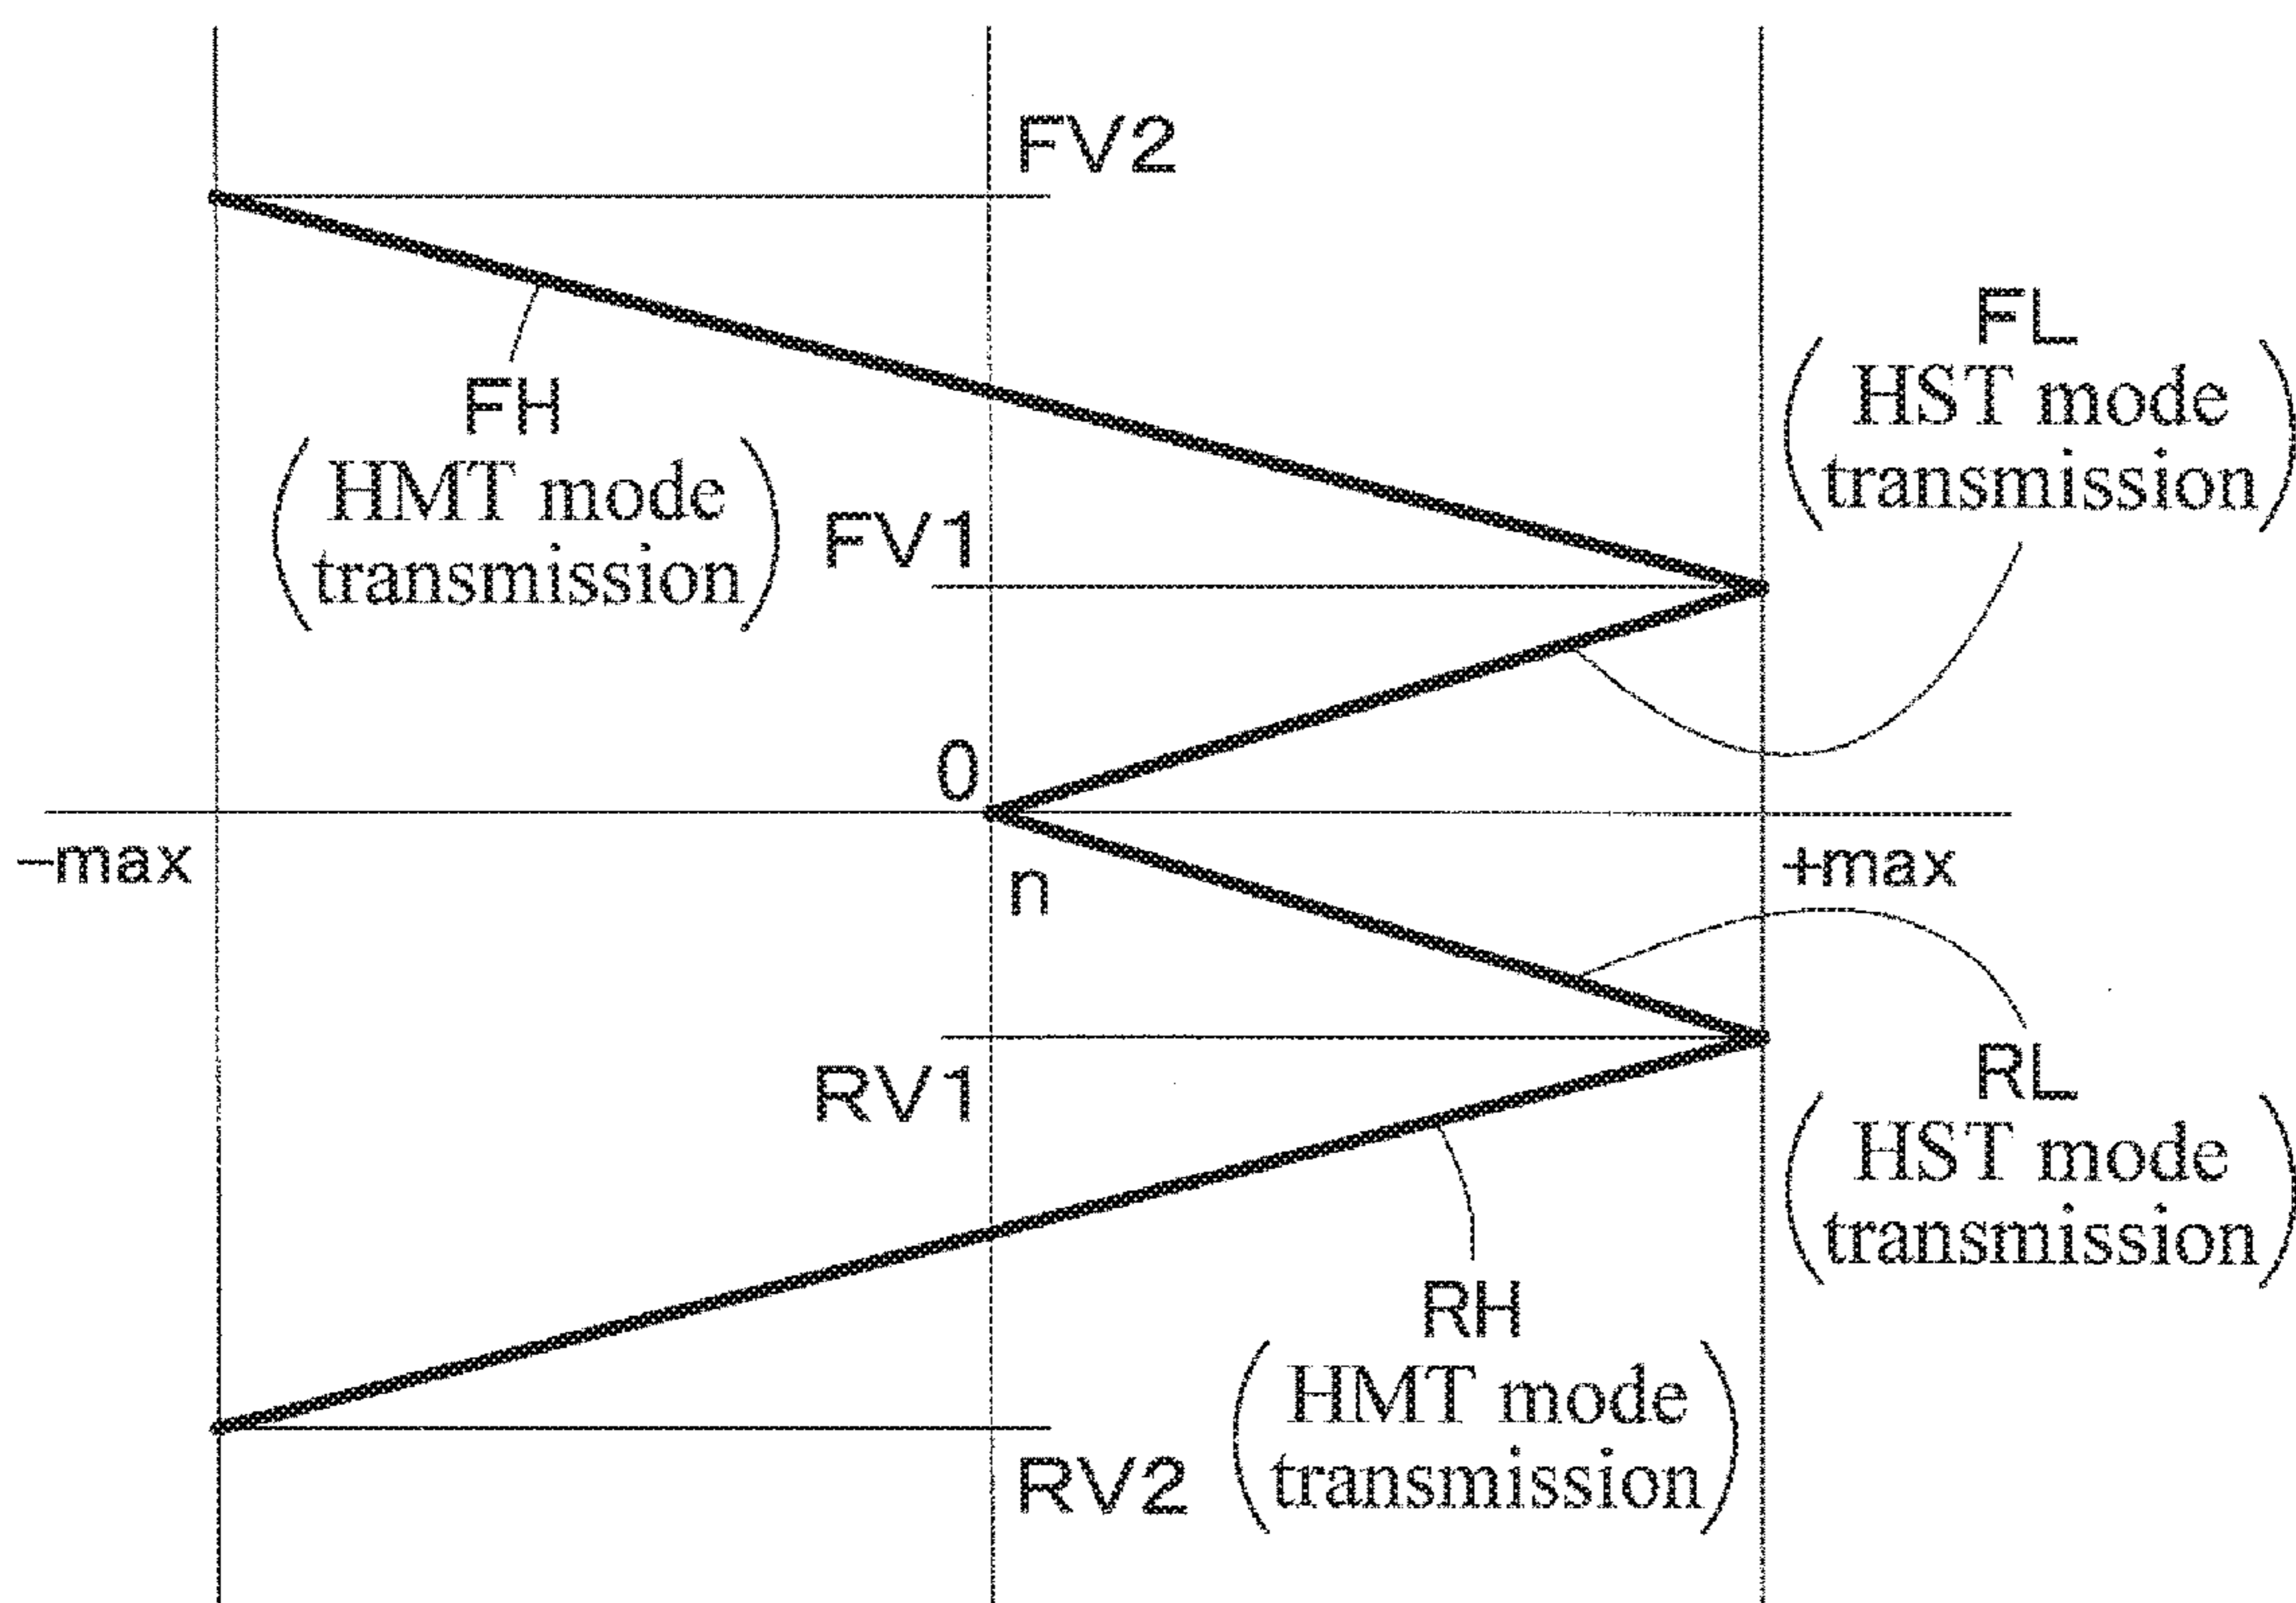 FV2
FL
HST mode
transmission
FH
HMT mode
transmission
FV1
0
-max
n
+max
RV1
RL
HST mode
transmission
RH
HMT mode
transmission
RV2